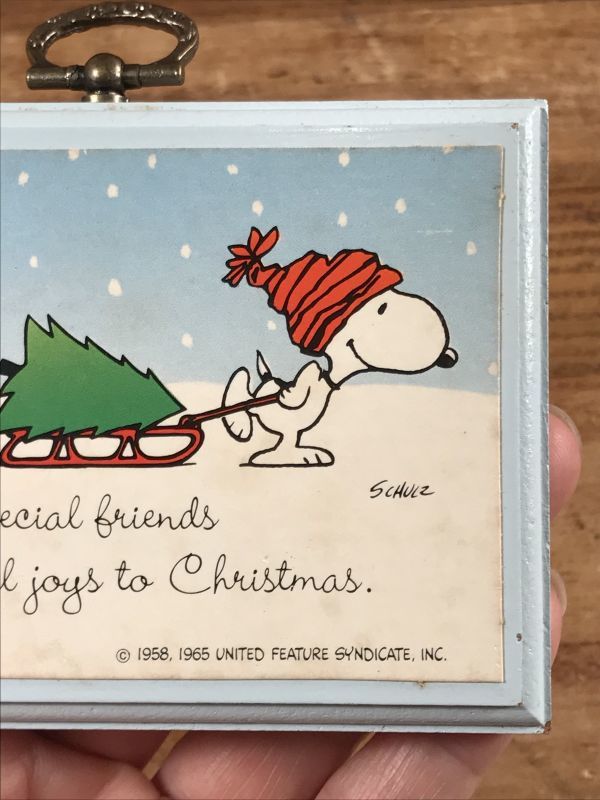 SCHULZ
ecial friends
l joys to Christmas.
© 1958, 1965 UNITED FEATURE SYNDICATE, INC.